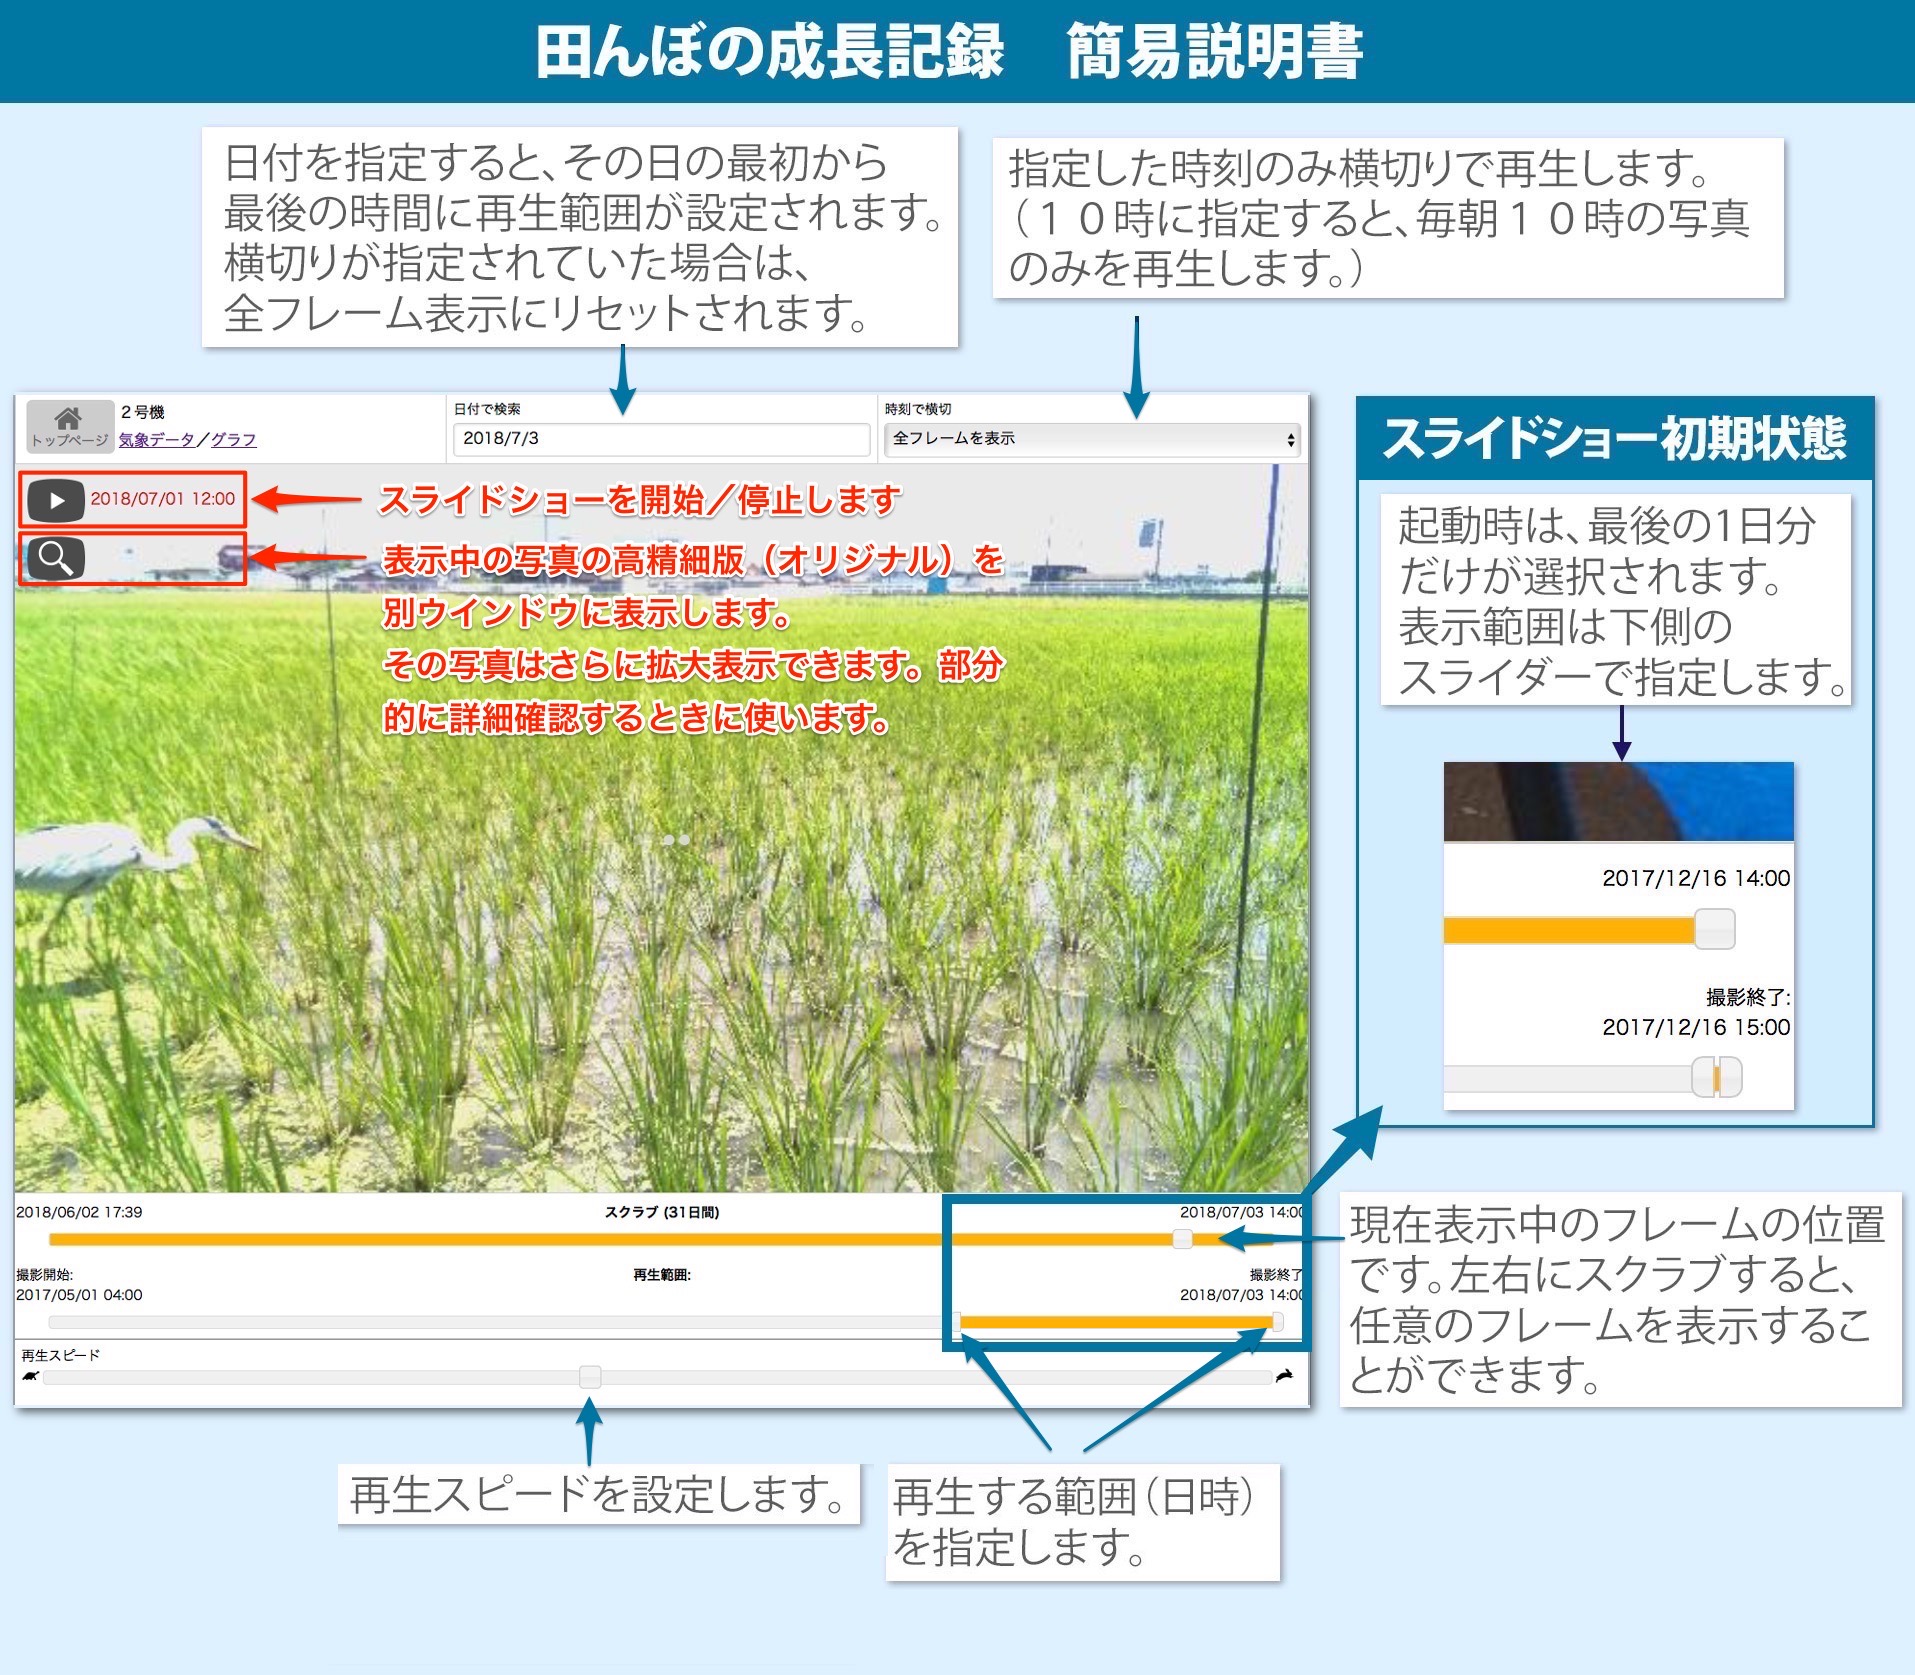 田んぼの成長記録　簡易説明書
日付を指定すると、その日の最初から
最後の時間に再生範囲が設定されます。
横切りが指定されていた場合は、
全フレーム表示にリセットされます。
指定した時刻のみ横切りで再生します。
（１０時に指定すると、毎朝１０時の写真
のみを再生します。）
トップページ
２号機
気象データ／グラフ
日付で検索
2018/7/3
時刻で横切
全フレームを表示
2018/07/01 12:00
スライドショーを開始／停止します
表示中の写真の高精細版（オリジナル）を
別ウインドウに表示します。
その写真はさらに拡大表示できます。部分
的に詳細確認するときに使います。
スライドショー初期状態
起動時は、最後の1日分
だけが選択されます。
表示範囲は下側の
スライダーで指定します。
2017/12/16 14:00
撮影終了:
2017/12/16 15:00
2018/06/02 17:39
スクラブ (31日間)
2018/07/03 14:00
撮影開始:
2017/05/01 04:00
再生範囲:
撮影終了
2018/07/03 14:00
再生スピード
現在表示中のフレームの位置
です。左右にスクラブすると、
任意のフレームを表示するこ
とができます。
再生スピードを設定します。
再生する範囲（日時）
を指定します。